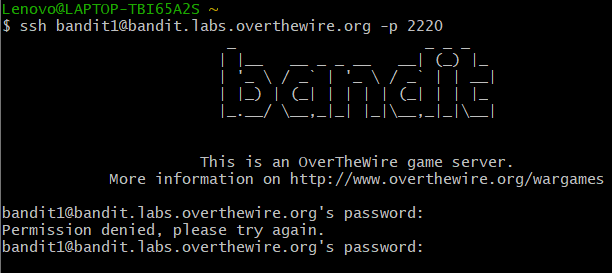 Lenovo@LAPTOP-TBI65A2S ~
$ ssh bandit1@bandit.labs.overthewire.org -p 2220
bandit
This is an OverTheWire game server.
More information on http://www.overthewire.org/wargames
bandit1@bandit.labs.overthewire.org's password:
Permission denied, please try again.
bandit1@bandit.labs.overthewire.org's password: